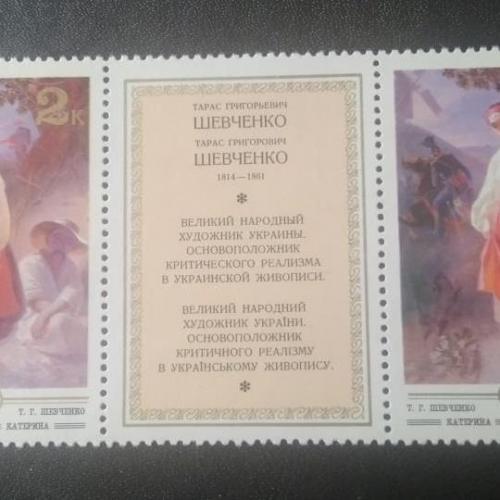 2к
ТАРАС ГРИГОРЬЕВИЧ
ШЕВЧЕНКО
ТАРАС ГРИГОРОВИЧ
ШЕВЧЕНКО
1814—1861
ВЕЛИКИЙ НАРОДНЫЙ
ХУДОЖНИК УКРАИНЫ.
ОСНОВОПОЛОЖНИК
КРИТИЧЕСКОГО РЕАЛИЗМА
В УКРАИНСКОЙ ЖИВОПИСИ.
ВЕЛИКИЙ НАРОДНИЙ
ХУДОЖНИК УКРАЇНИ.
ОСНОВОПОЛОЖНИК
КРИТИЧНОГО РЕАЛІЗМУ
В УКРАЇНСЬКОМУ ЖИВОПИСУ.
Т. Г. ШЕВЧЕНКО
КАТЕРИНА
Т. Г. ШЕВЧЕНКО
КАТЕРИНА